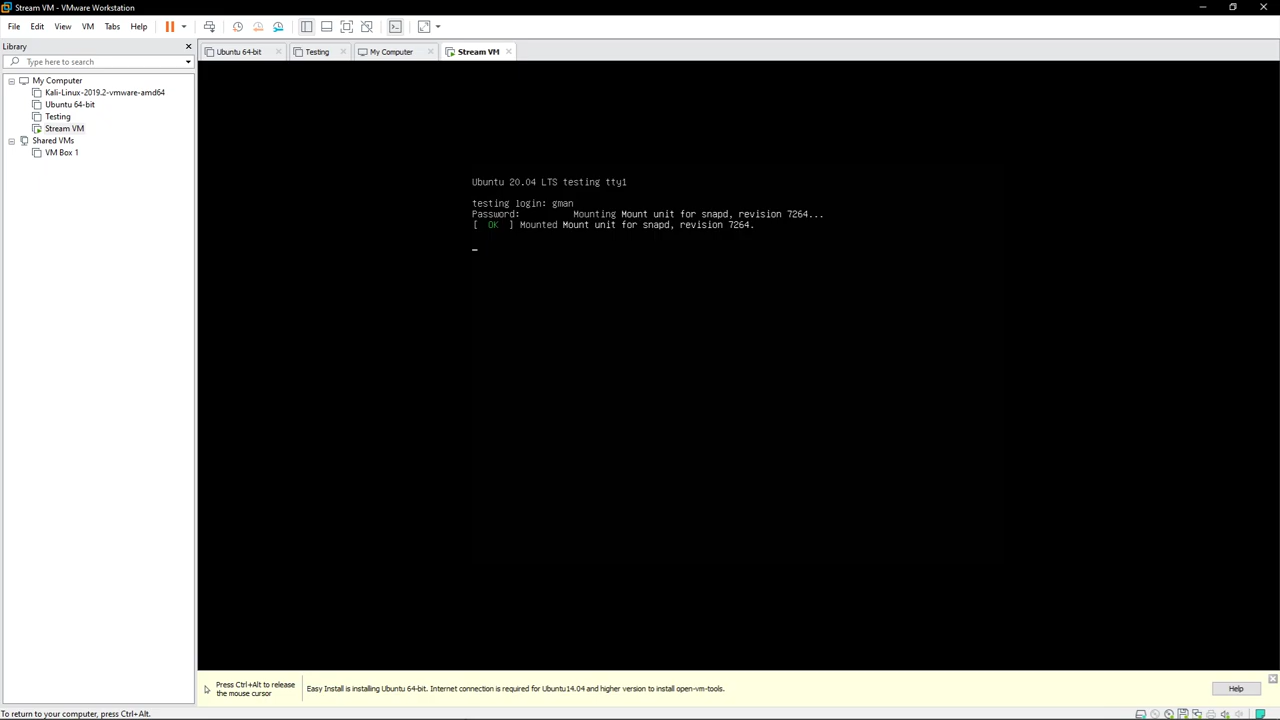 Stream VM - VMware Workstation
File Edit View VM Tabs Help
Library
Type here to search
My Computer
Kali-Linux-2019.2-vmware-amd64
Ubuntu 64-bit
Testing
Stream VM
Shared VMs
VM Box 1
Ubuntu 64-bit Testing My Computer Stream VM
Ubuntu 20.04 LTS testing tty1
testing login: gman
Password: Mounting Mount unit for snapd, revision 7264...
[ OK ] Mounted Mount unit for snapd, revision 7264.
Press Ctrl+Alt to release
the mouse cursor
Easy Install is installing Ubuntu 64-bit. Internet connection is required for Ubuntu14.04 and higher version to install open-vm-tools.
Help
To return to your computer, press Ctrl+Alt.